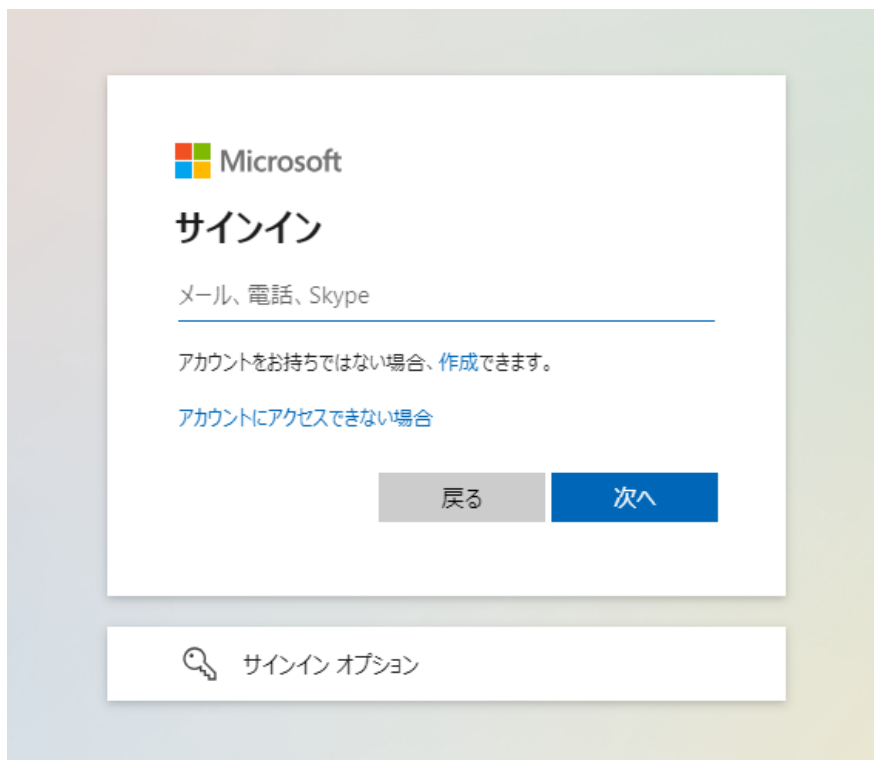 Microsoft
サインイン
メール、電話、Skype
アカウントをお持ちではない場合、作成できます。
アカウントにアクセスできない場合
戻る
次へ
サインイン オプション